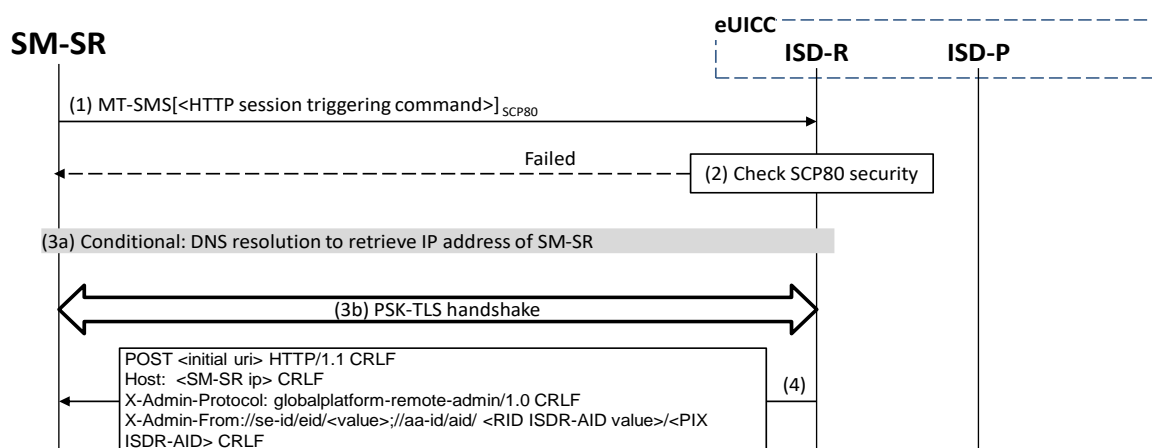 eUICC
SM-SR
ISD-R ISD-P
(1) MT-SMS[<HTTP session triggering command>] SCP80
Failed
(2) Check SCP80 security
(3a) Conditional: DNS resolution to retrieve IP address of SM-SR
(3b) PSK-TLS handshake
POST <initial uri> HTTP/1.1 CRLF
Host: <SM-SR ip> CRLF
X-Admin-Protocol: globalplatform-remote-admin/1.0 CRLF
X-Admin-From://se-id/eid/<value>;//aa-id/aid/ <RID ISDR-AID value>/<PIX
ISDR-AID> CRLF
(4)